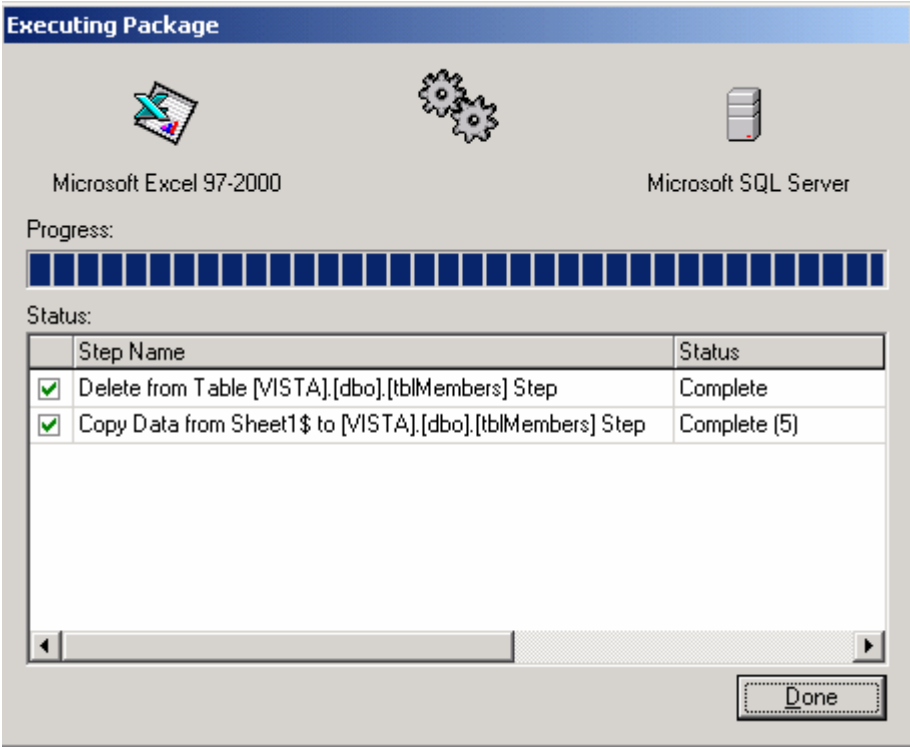 Executing Package
Microsoft Excel 97-2000
Microsoft SQL Server
Progress:
Status:
Step Name Status
Delete from Table [VISTA].[dbo].[tblMembers] Step Complete
Copy Data from Sheet1$ to [VISTA].[dbo].[tblMembers] Step Complete (5)
Done